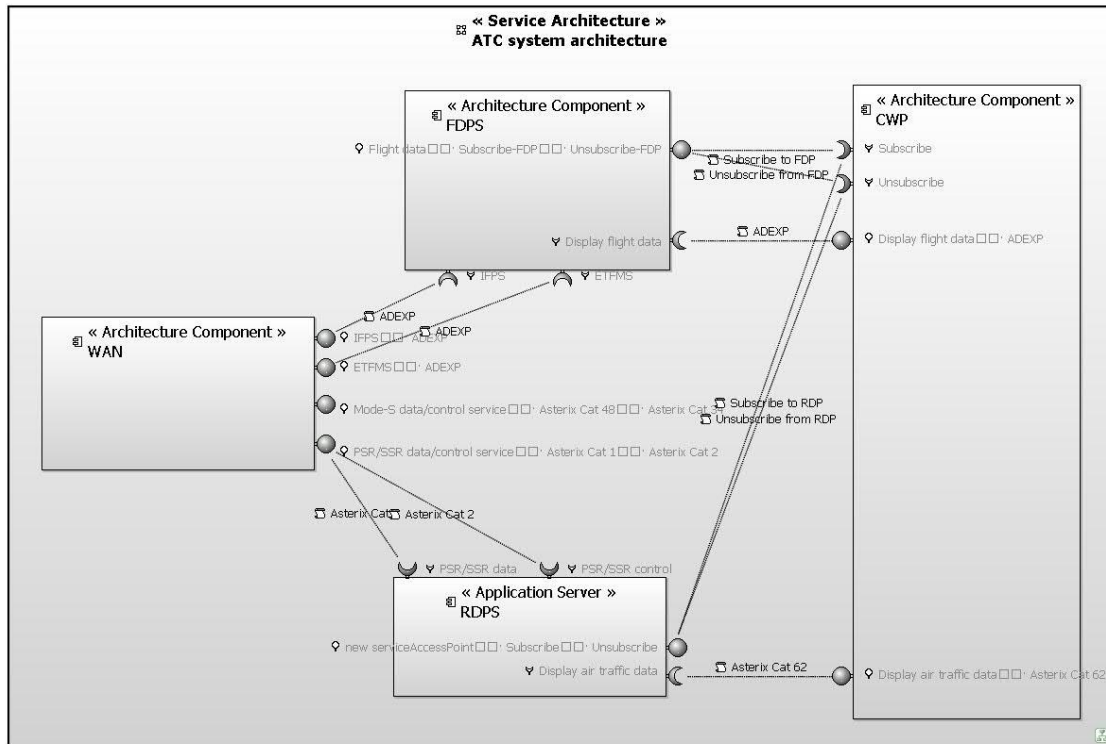 « Service Architecture »
ATC system architecture
« Architecture Component »
FDPS
Flight data□□· Subscribe-FDP□□· Unsubscribe-FDP
Display flight data
IFPS
ETFMS
Subscribe to FDP
Unsubscribe from FDP
ADEXP
« Architecture Component »
CWP
Subscribe
Unsubscribe
Display flight data□□· ADEXP
Display air traffic data□□· Asterix Cat 62
ADEXP
ADEXP
« Architecture Component »
WAN
IFPS□□· ADEXP
ETFMS□□· ADEXP
Mode-S data/control service□□· Asterix Cat 48□□· Asterix Cat 34
PSR/SSR data/control service□□· Asterix Cat 1□□· Asterix Cat 2
Subscribe to RDP
Unsubscribe from RDP
Asterix Cat
Asterix Cat 2
PSR/SSR data
PSR/SSR control
« Application Server »
RDPS
new serviceAccessPoint□□· Subscribe□□· Unsubscribe
Display air traffic data
Asterix Cat 62